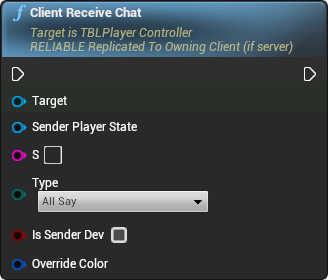 Client Receive Chat
Target is TBLPlayer Controller
RELIABLE Replicated To Owning Client (if server)
Target
Sender Player State
S
Type
All Say
Is Sender Dev
Override Color